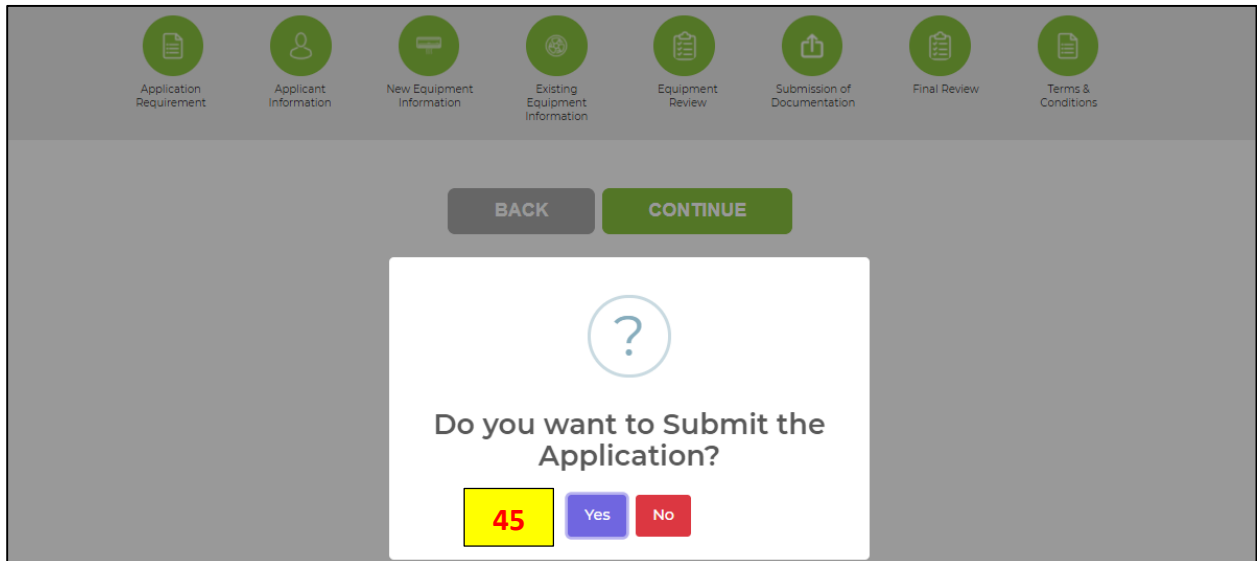 Application
Requirement
Applicant
Information
New Equipment
Information
Existing
Equipment
Information
Equipment
Review
Submission of
Documentation
Final Review
Terms &
Conditions
BACK
CONTINUE
?
Do you want to Submit the
Application?
45
Yes
No